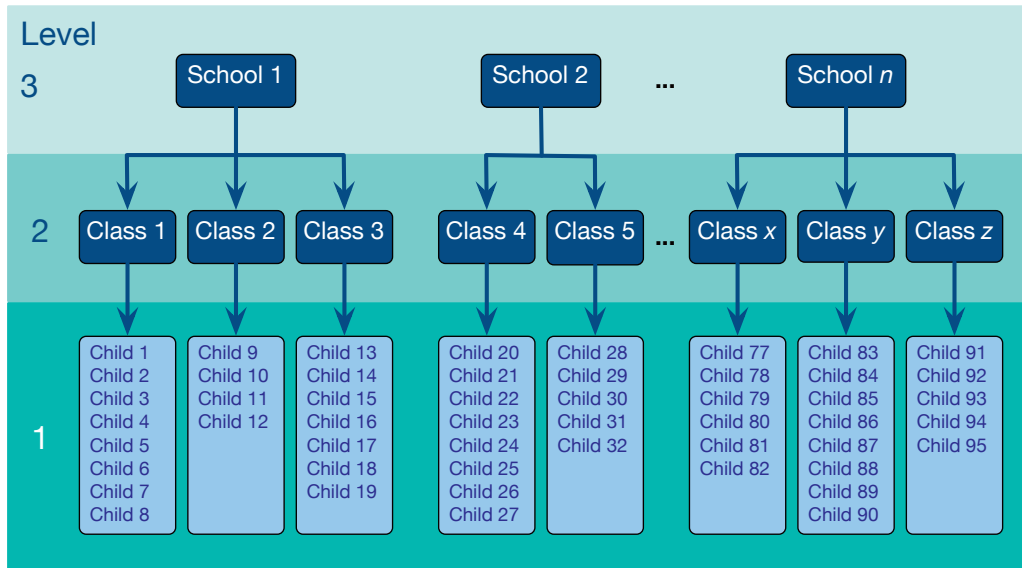 Level
3
School 1
School 2
...
School n
2
Class 1
Class 2
Class 3
Class 4
Class 5
...
Class x
Class y
Class z
1
Child 1
Child 2
Child 3
Child 4
Child 5
Child 6
Child 7
Child 8
Child 9
Child 10
Child 11
Child 12
Child 13
Child 14
Child 15
Child 16
Child 17
Child 18
Child 19
Child 20
Child 21
Child 22
Child 23
Child 24
Child 25
Child 26
Child 27
Child 28
Child 29
Child 30
Child 31
Child 32
Child 77
Child 78
Child 79
Child 80
Child 81
Child 82
Child 83
Child 84
Child 85
Child 86
Child 87
Child 88
Child 89
Child 90
Child 91
Child 92
Child 93
Child 94
Child 95